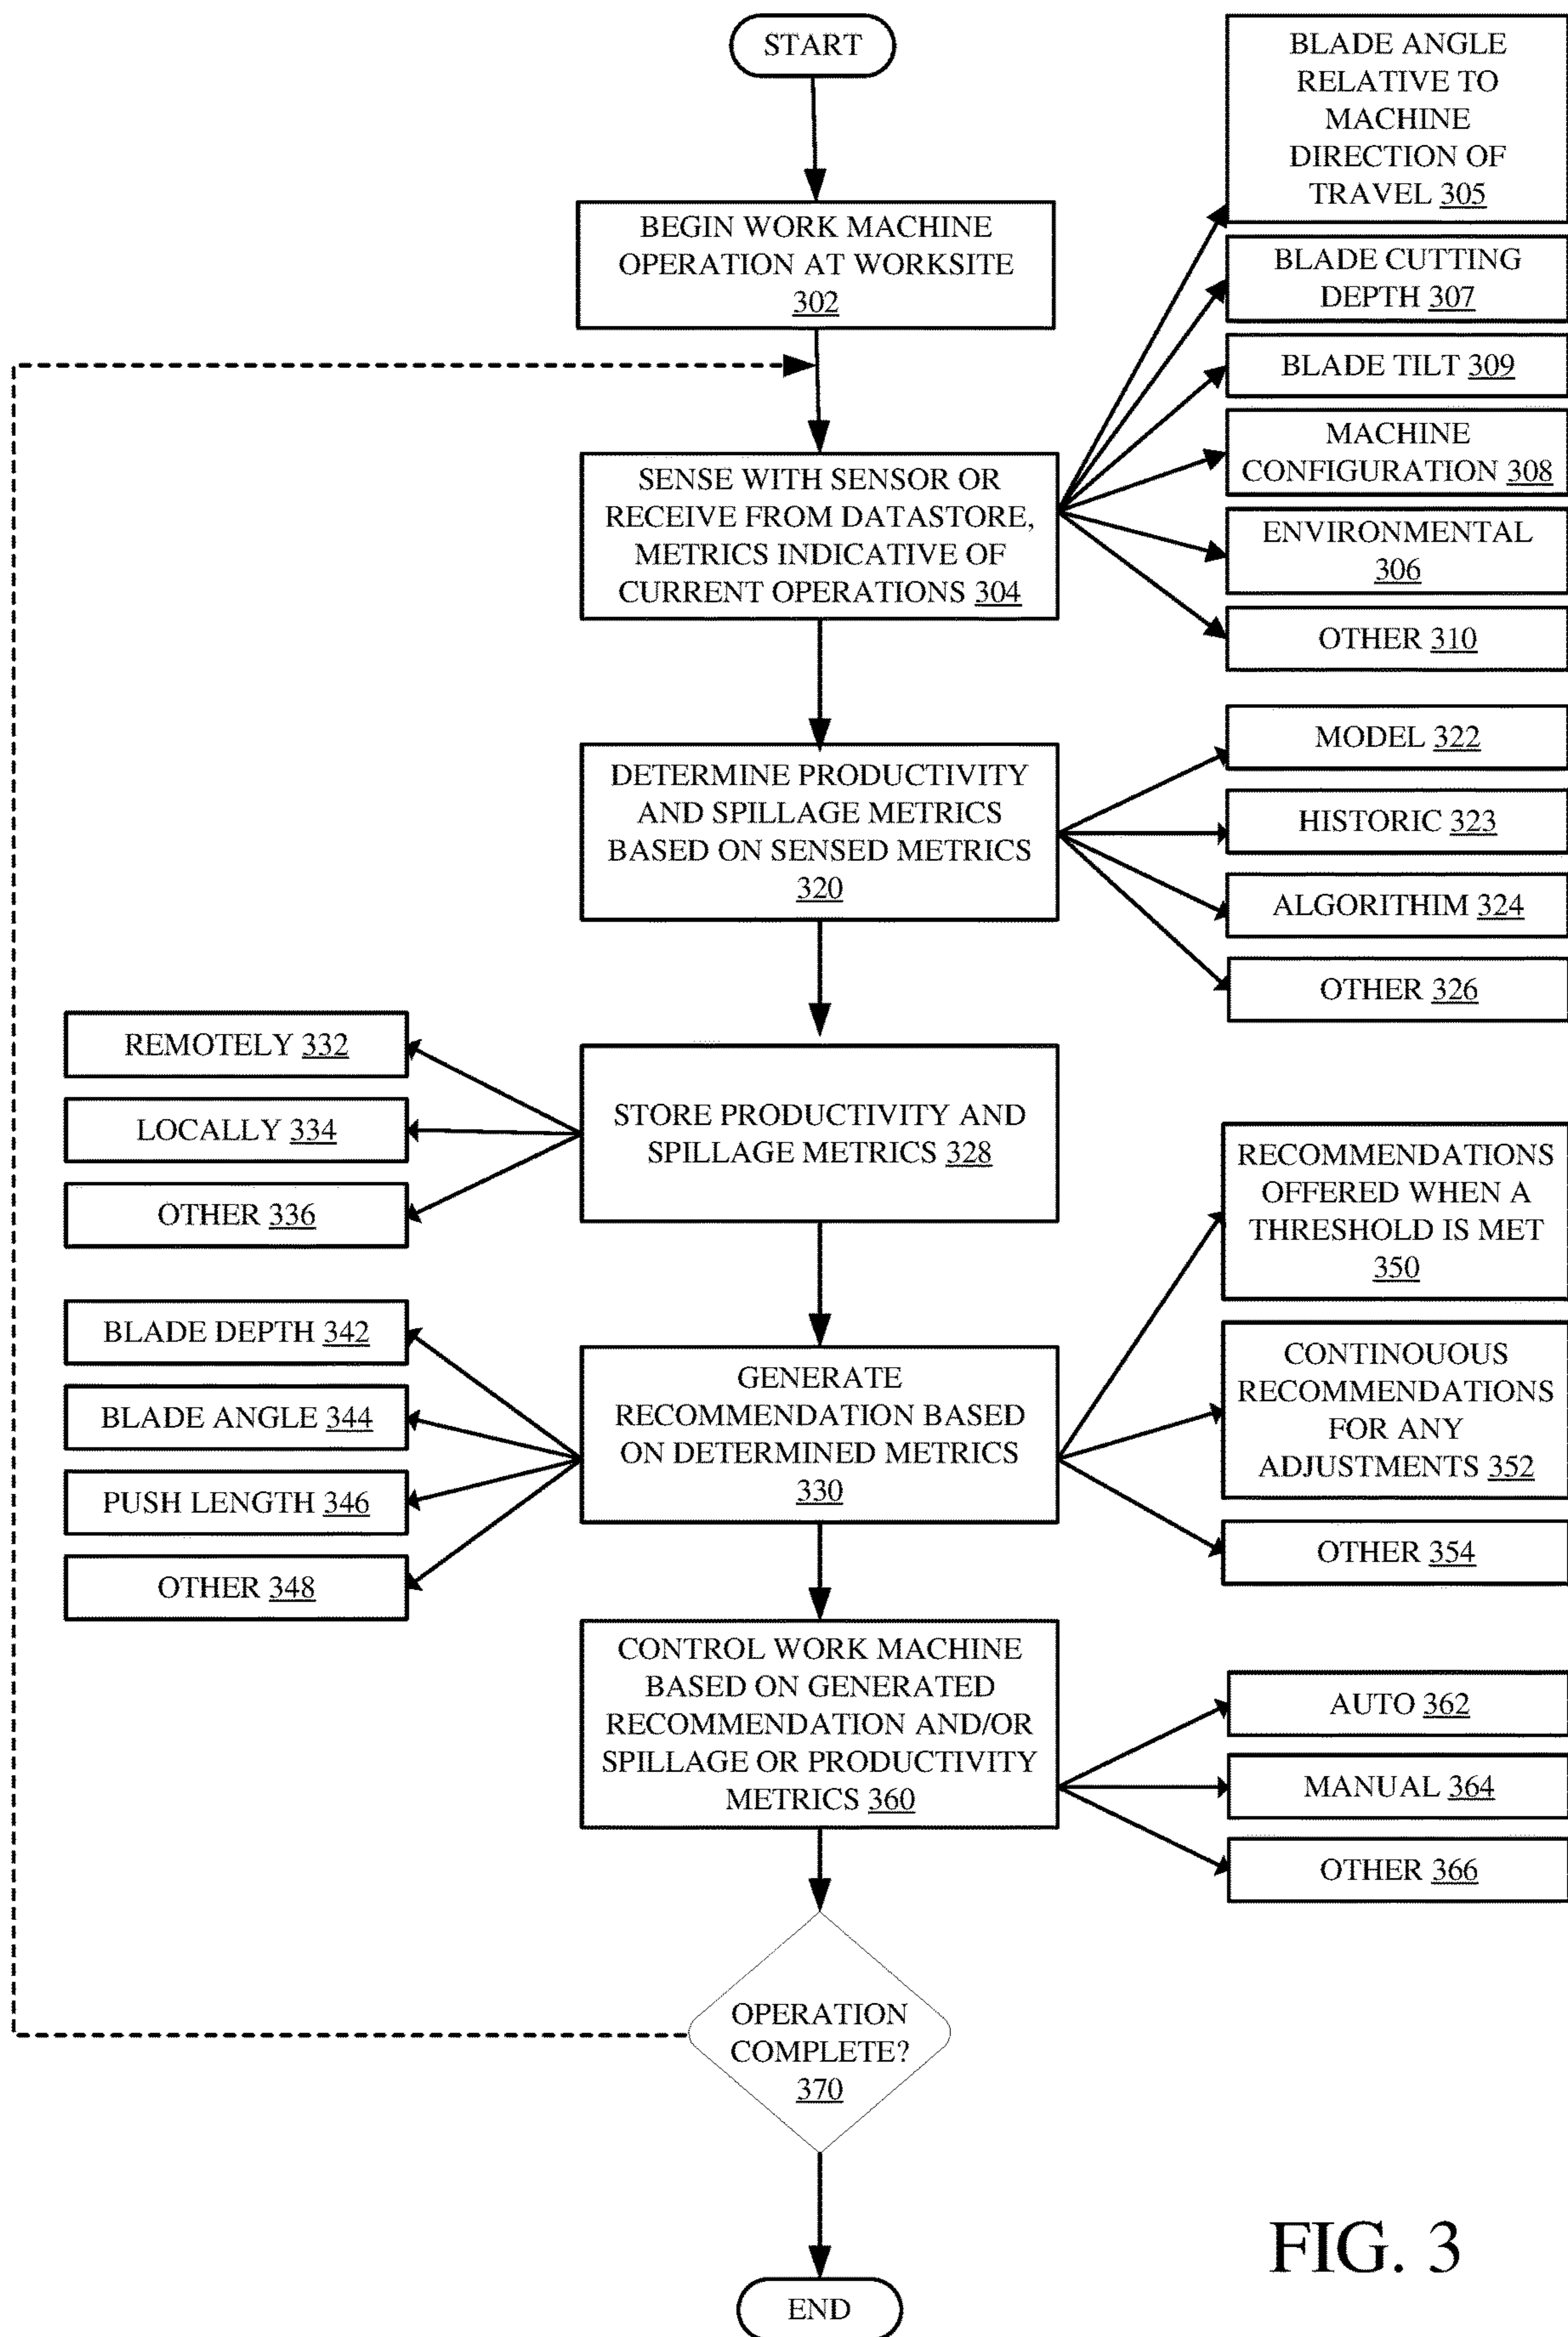 START
BEGIN WORK MACHINE
OPERATION AT WORKSITE
302
SENSE WITH SENSOR OR
RECEIVE FROM DATASTORE,
METRICS INDICATIVE OF
CURRENT OPERATIONS 304
BLADE ANGLE
RELATIVE TO
MACHINE
DIRECTION OF
TRAVEL 305
BLADE CUTTING
DEPTH 307
BLADE TILT 309
MACHINE
CONFIGURATION 308
ENVIRONMENTAL
306
OTHER 310
DETERMINE PRODUCTIVITY
AND SPILLAGE METRICS
BASED ON SENSED METRICS
320
MODEL 322
HISTORIC 323
ALGORITHIM 324
OTHER 326
STORE PRODUCTIVITY AND
SPILLAGE METRICS 328
REMOTELY 332
LOCALLY 334
OTHER 336
GENERATE
RECOMMENDATION BASED
ON DETERMINED METRICS
330
BLADE DEPTH 342
BLADE ANGLE 344
PUSH LENGTH 346
OTHER 348
RECOMMENDATIONS
OFFERED WHEN A
THRESHOLD IS MET
350
CONTINOUOUS
RECOMMENDATIONS
FOR ANY
ADJUSTMENTS 352
OTHER 354
CONTROL WORK MACHINE
BASED ON GENERATED
RECOMMENDATION AND/OR
SPILLAGE OR PRODUCTIVITY
METRICS 360
AUTO 362
MANUAL 364
OTHER 366
OPERATION
COMPLETE?
370
END
FIG. 3